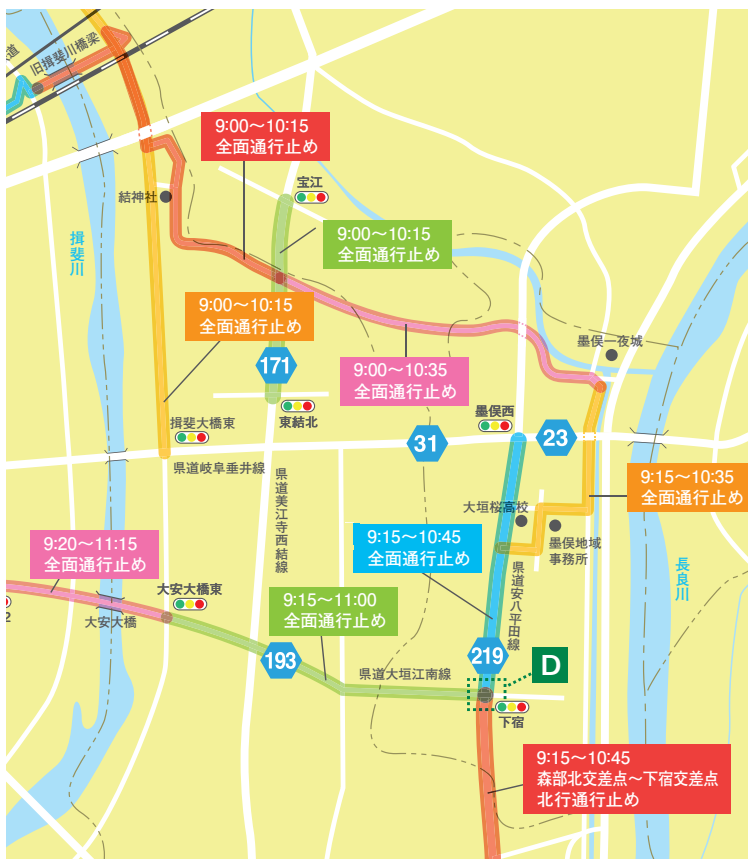 道
旧揖斐川橋梁
9:00〜10:15
全面通行止め
結神社
宝江
揖斐川
9:00〜10:15
全面通行止め
9:00〜10:15
全面通行止め
墨俣一夜城
171
9:00〜10:35
全面通行止め
揖斐大橋東
東結北
墨俣西
31
23
県道岐阜垂井線
県道美江寺西結線
9:15〜10:35
全面通行止め
大垣桜高校
9:20〜11:15
全面通行止め
9:15〜10:45
全面通行止め
墨俣地域
事務所
県道安八平田線
長良川
大安大橋東
2
大安大橋
9:15〜11:00
全面通行止め
193
219
D
県道大垣江南線
下宿
9:15〜10:45
森部北交差点〜下宿交差点
北行通行止め